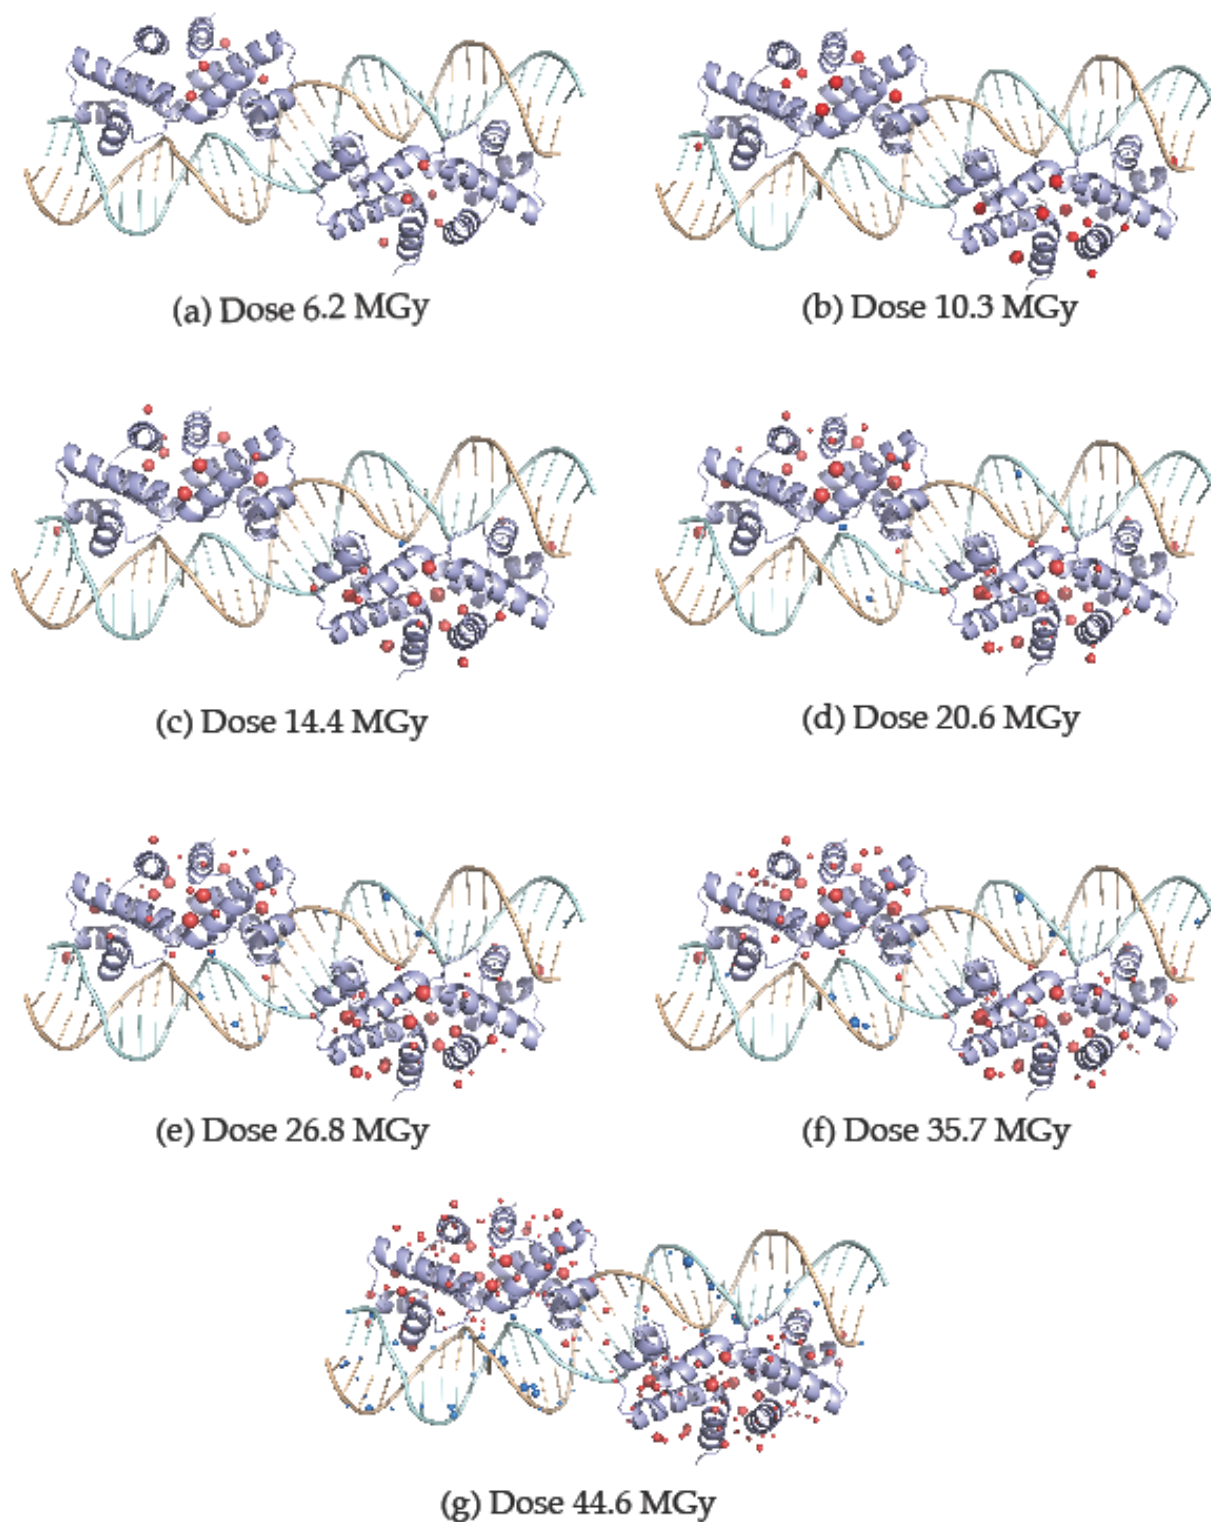 (a) Dose 6.2 MGy
(b) Dose 10.3 MGy
(c) Dose 14.4 MGy
(d) Dose 20.6 MGy
(e) Dose 26.8 MGy
(f) Dose 35.7 MGy
(g) Dose 44.6 MGy